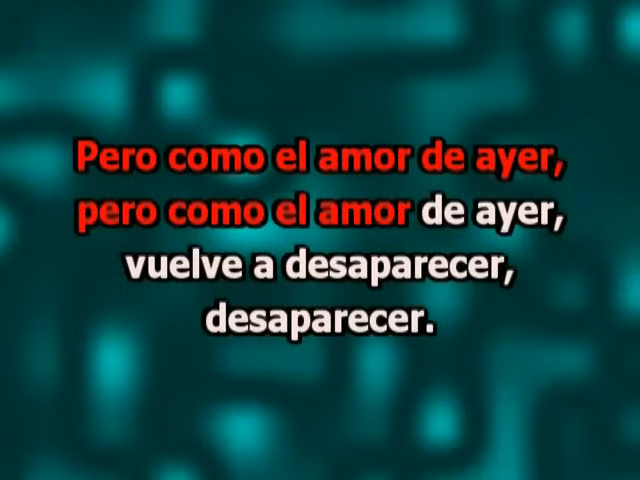 Pero como el amor de ayer,
pero como el amor de ayer,
vuelve a desaparecer,
desaparecer.